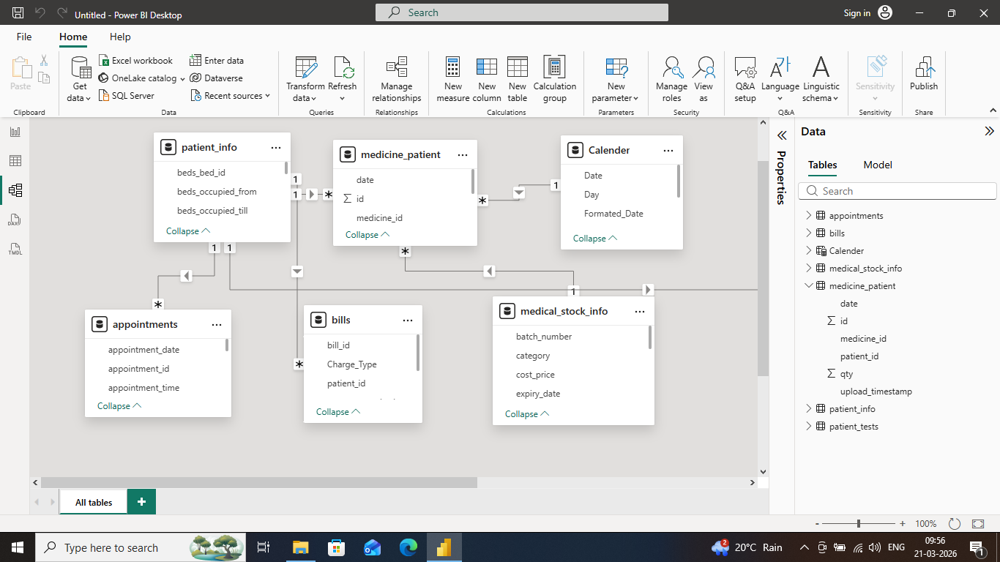 Untitled - Power BI Desktop
Search
Sign in
File
Home
Help
Paste
Clipboard
Get data
Excel workbook
OneLake catalog
SQL Server
Enter data
Dataverse
Recent sources
Data
Transform data
Refresh
Queries
Manage relationships
Relationships
New measure
New column
New table
Calculation group
Calculations
New parameter
Parameters
Manage roles
View as
Security
Q&A setup
Language
Linguistic schema
Q&A
Sensitivity
Sensitivity
Publish
Share
DAX
TMDL
patient_info
beds_bed_id
beds_occupied_from
beds_occupied_till
Collapse
1
1
1
1
*
medicine_patient
date
id
medicine_id
Collapse
*
*
1
Calender
Date
Day
Formated_Date
Collapse
*
appointments
appointment_date
appointment_id
appointment_time
Collapse
*
bills
bill_id
Charge_Type
patient_id
Collapse
1
medical_stock_info
batch_number
category
cost_price
expiry_date
Collapse
All tables
Properties
Data
Tables
Model
Search
appointments
bills
Calender
medical_stock_info
medicine_patient
date
id
medicine_id
patient_id
qty
upload_timestamp
patient_info
patient_tests
- + 100%
Type here to search
2
20°C Rain
ENG
09:56
21-03-2026
1